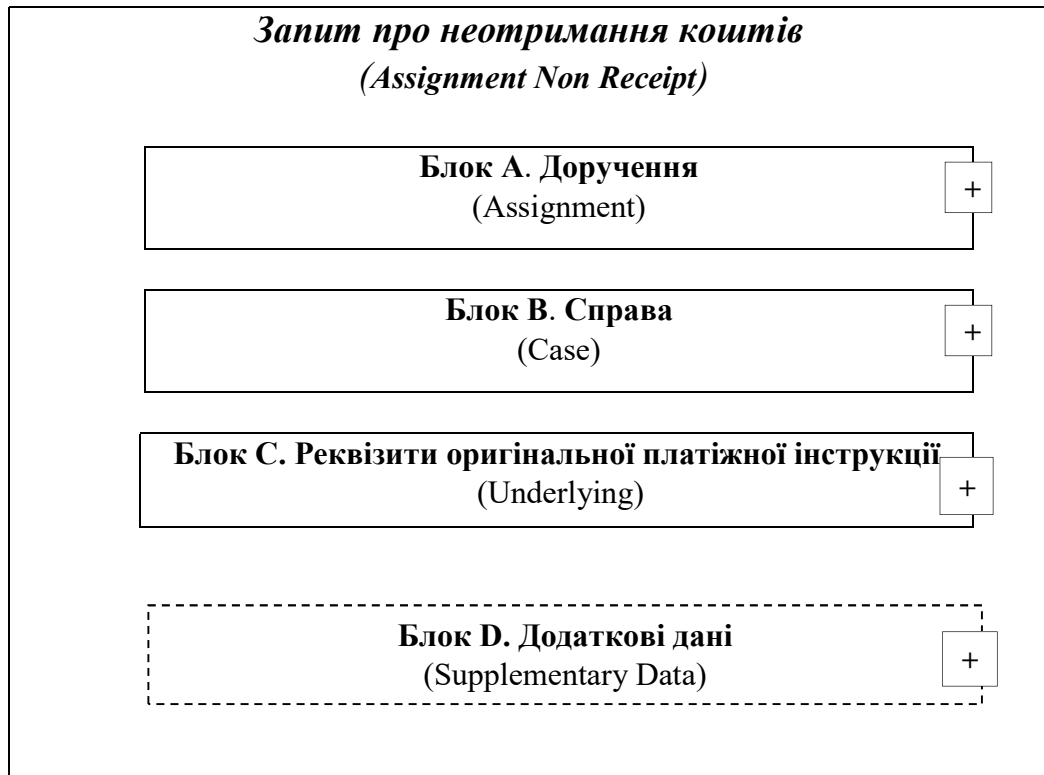 Запит про неотримання коштів
(Assignment Non Receipt)
Блок А. Доручення
(Assignment)
+
Блок В. Справа
(Case)
+
Блок С. Реквізити оригінальної платіжної інструкції
(Underlying)
+
Блок D. Додаткові дані
(Supplementary Data)
+